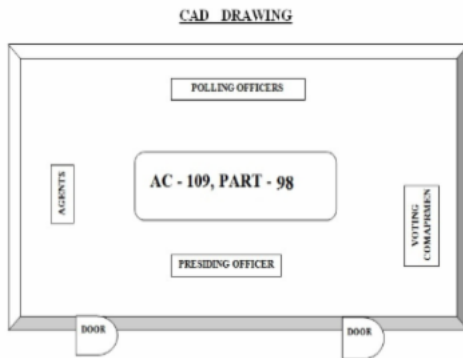 CAD DRAWING
POLLING OFFICERS
AGENTS
AC - 109, PART - 98
VOTING
COMAPRMEN
PRESIDING OFFICER
DOOR
DOOR